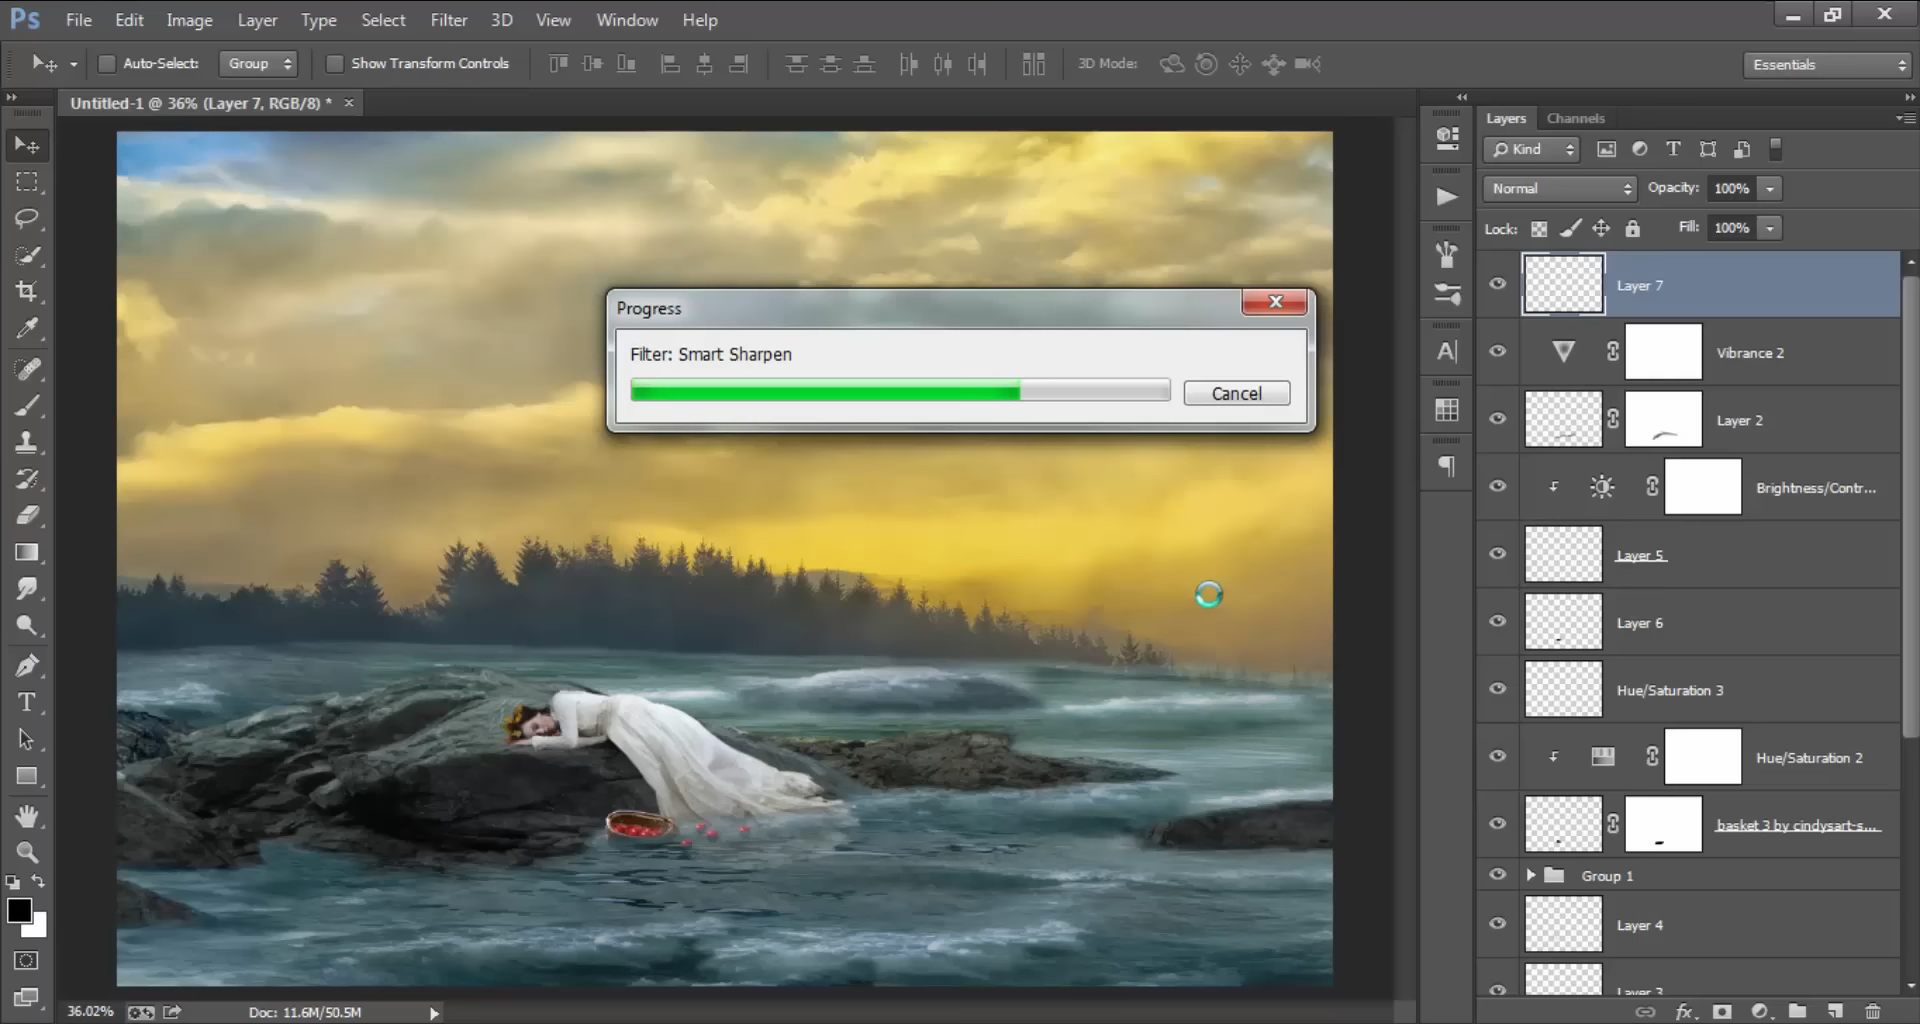 Ps File Edit Image Layer Type Select Filter 3D View Window Help
Auto-Select: Group Show Transform Controls 3D Mode: Essentials
Untitled-1 @ 36% (Layer 7, RGB/8) *
Layers Channels
Kind
Normal Opacity: 100%
Lock: Fill: 100%
Layer 7
Progress
Filter: Smart Sharpen
Cancel
Vibrance 2
Layer 2
Brightness/Contr...
Layer 5
Layer 6
Hue/Saturation 3
Hue/Saturation 2
basket 3 by cindysart-s...
Group 1
Layer 4
Layer 3
36.02% Doc: 11.6M/50.5M